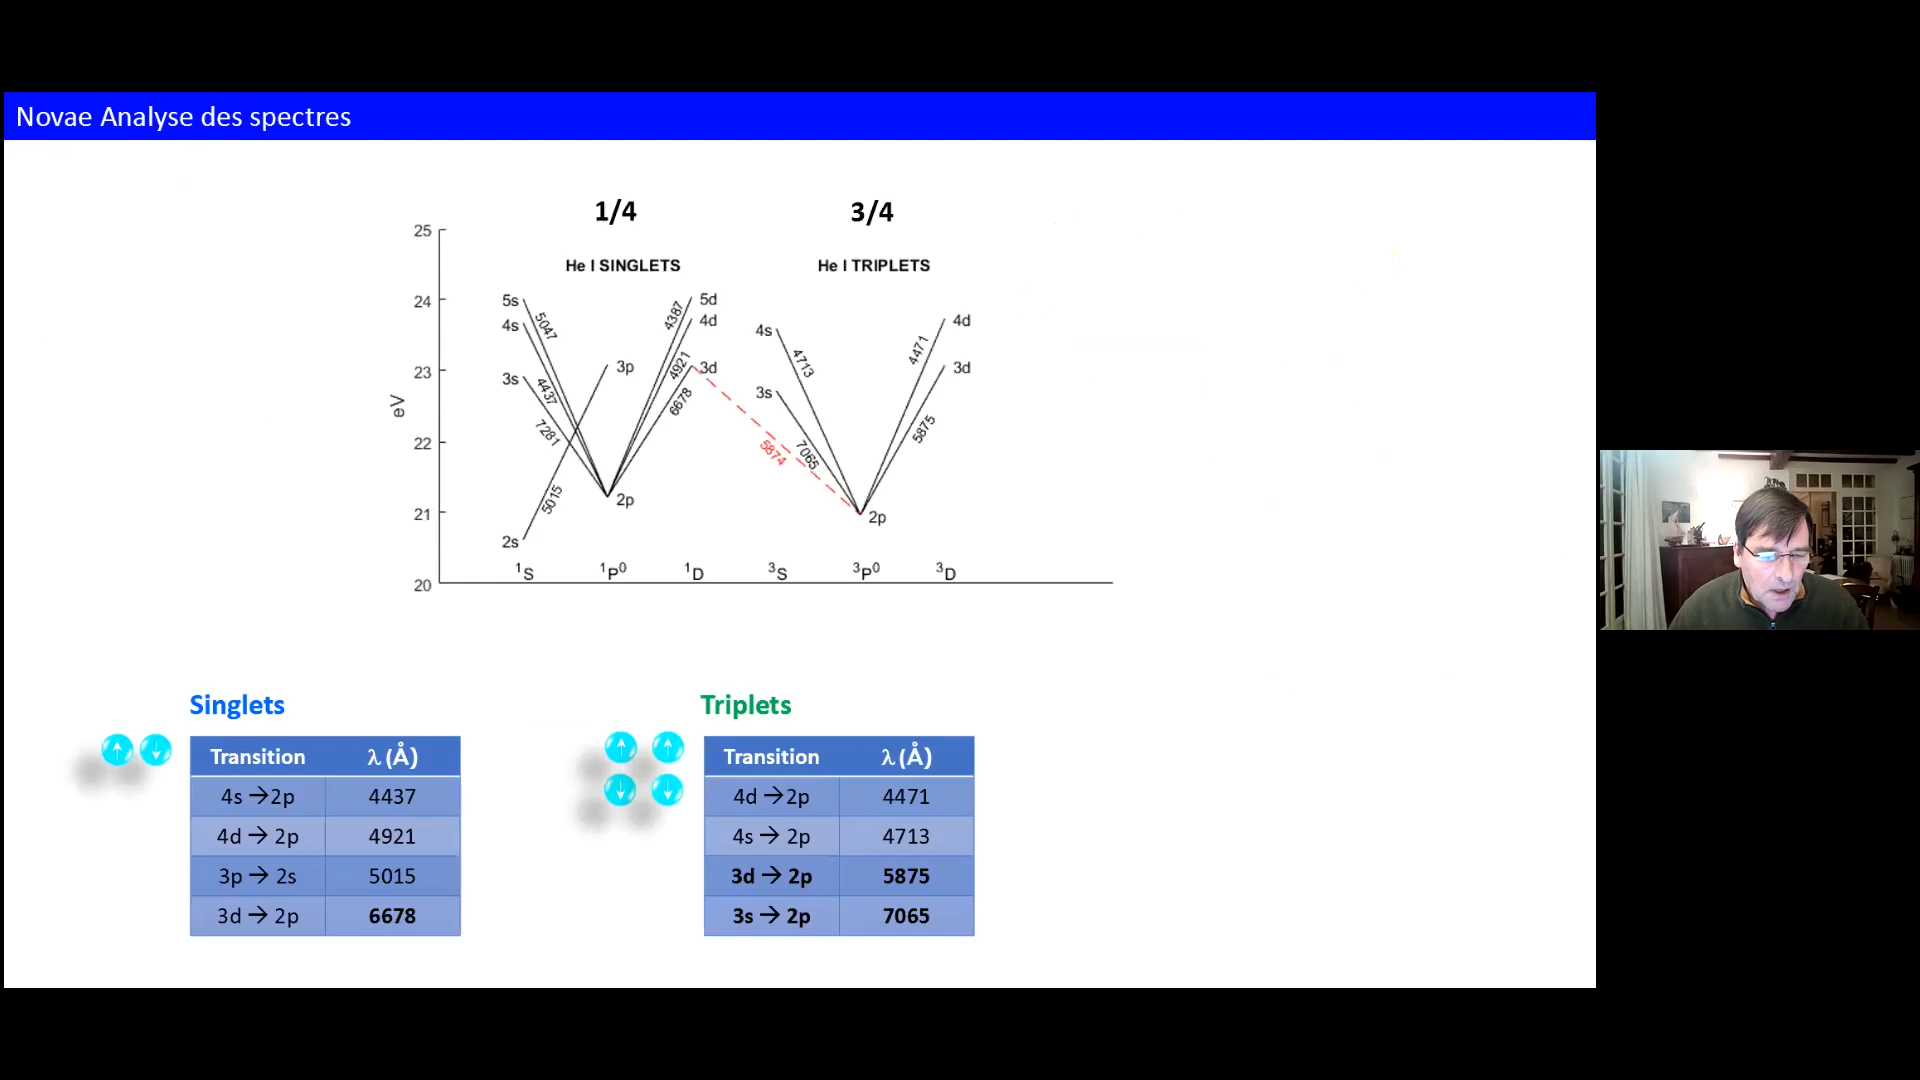 Novae Analyse des spectres
1/4 3/4
He I SINGLETS He I TRIPLETS
25
24
23
22
21
20
eV
5s
4s
3s
2s
5047
4437
7281
5015
3p
2p
4387
4921
6678
5d
4d
3d
5874
4s
3s
4713
7065
2p
4471
5875
4d
3d
¹S ¹P⁰ ¹D ³S ³P⁰ ³D
Singlets
Transition λ (Å)
4s → 2p 4437
4d → 2p 4921
3p → 2s 5015
3d → 2p 6678
Triplets
Transition λ (Å)
4d → 2p 4471
4s → 2p 4713
3d → 2p 5875
3s → 2p 7065